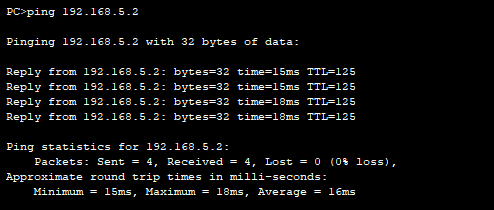 PC>ping 192.168.5.2
Pinging 192.168.5.2 with 32 bytes of data:
Reply from 192.168.5.2: bytes=32 time=15ms TTL=125
Reply from 192.168.5.2: bytes=32 time=15ms TTL=125
Reply from 192.168.5.2: bytes=32 time=18ms TTL=125
Reply from 192.168.5.2: bytes=32 time=18ms TTL=125
Ping statistics for 192.168.5.2:
Packets: Sent = 4, Received = 4, Lost = 0 (0% loss),
Approximate round trip times in milli-seconds:
Minimum = 15ms, Maximum = 18ms, Average = 16ms